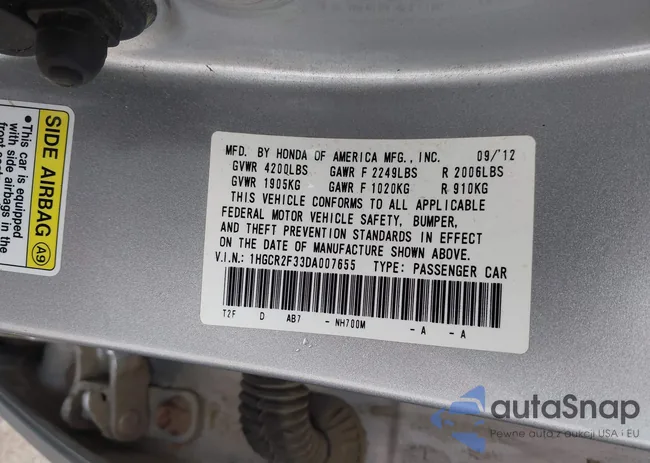 MFD. BY HONDA OF AMERICA MFG., INC. 09/'12
GVWR 4200LBS GAWR F 2249LBS R 2006LBS
GVWR 1905KG GAWR F 1020KG R 910KG
THIS VEHICLE CONFORMS TO ALL APPLICABLE
FEDERAL MOTOR VEHICLE SAFETY, BUMPER,
AND THEFT PREVENTION STANDARDS IN EFFECT
ON THE DATE OF MANUFACTURE SHOWN ABOVE.
V.I.N.: 1HGCR2F33DA007655 TYPE: PASSENGER CAR
T2F D AB7 - NH700M - A - A
SIDE AIRBAG A9
• This car is equipped
with side airbags in the
autaSnap
Pewne auta z aukcji USA i EU